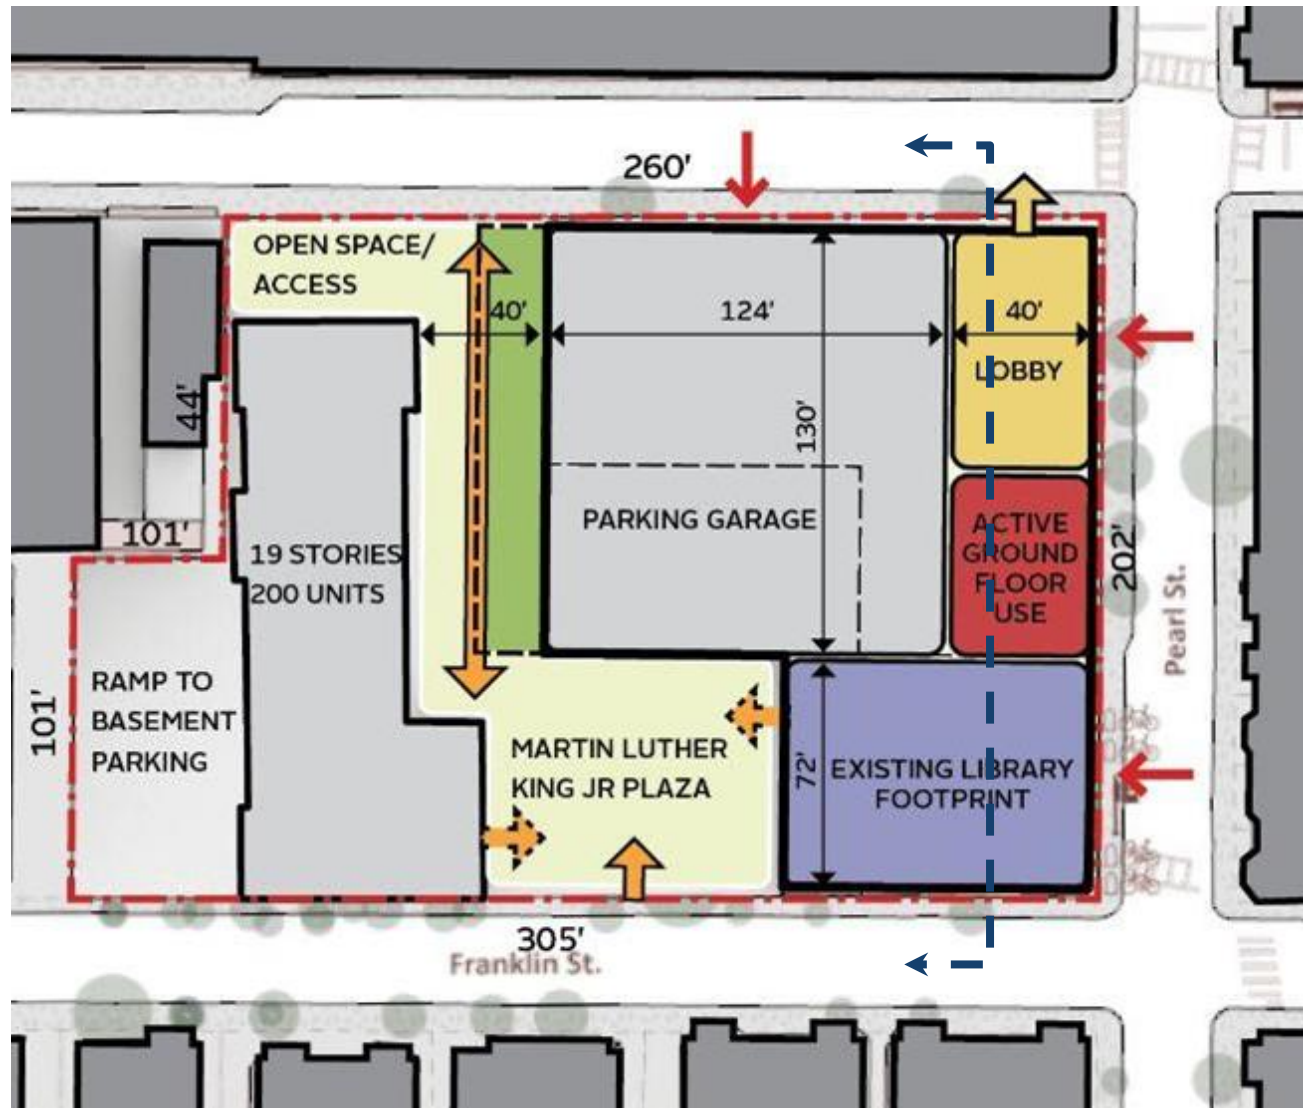 260'
OPEN SPACE/
ACCESS
40'
124'
40'
LOBBY
44'
130'
PARKING GARAGE
101'
19 STORIES
200 UNITS
ACTIVE
GROUND
FLOOR
USE
202'
Pearl St.
RAMP TO
BASEMENT
PARKING
101'
MARTIN LUTHER
KING JR PLAZA
72'
EXISTING LIBRARY
FOOTPRINT
305'
Franklin St.